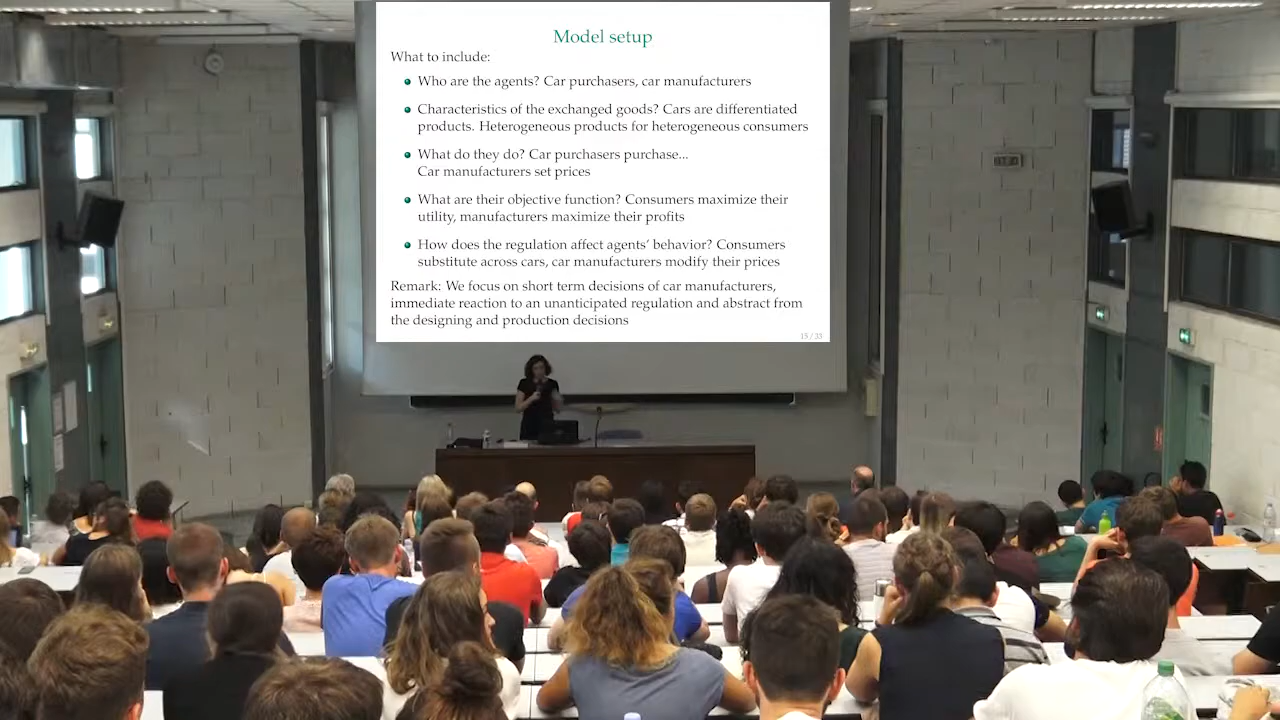 Model setup
What to include:
Who are the agents? Car purchasers, car manufacturers
Characteristics of the exchanged goods? Cars are differentiated
products. Heterogeneous products for heterogeneous consumers
What do they do? Car purchasers purchase...
Car manufacturers set prices
What are their objective function? Consumers maximize their
utility, manufacturers maximize their profits
How does the regulation affect agents' behavior? Consumers
substitute across cars, car manufacturers modify their prices
Remark: We focus on short term decisions of car manufacturers,
immediate reaction to an unanticipated regulation and abstract from
the designing and production decisions
15 / 33